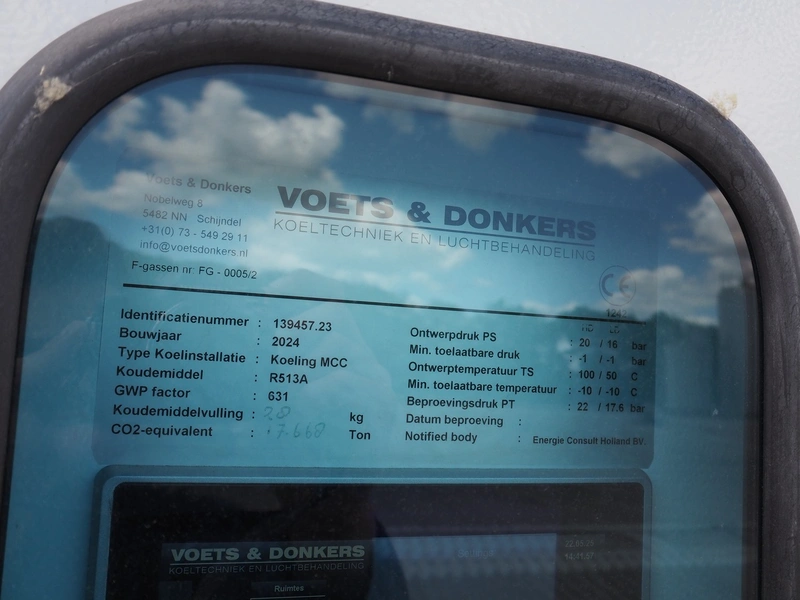 Voets & Donkers
Nobelweg 8
5482 NN Schijndel
+31(0) 73 - 549 29 11
info@voetsdonkers.nl
F-gassen nr: FG - 0005/2
VOETS & DONKERS
KOELTECHNIEK EN LUCHTBEHANDELING
CE
Identificatienummer : 139457.23
Bouwjaar : 2024
Type Koelinstallatie : Koeling MCC
Koudemiddel : R513A
GWP factor : 631
Koudemiddelvulling : 28 kg
CO2-equivalent : 17.668 Ton
HD LD
Ontwerpdruk PS : 20 / 16 bar
Min. toelaatbare druk : -1 / -1 bar
Ontwerptemperatuur TS : 100 / 50 C
Min. toelaatbare temperatuur : -10 / -10 C
Beproevingsdruk PT : 22 / 17.6 bar
Datum beproeving :
Notified body : Energie Consult Holland BV.
VOETS & DONKERS
KOELTECHNIEK EN LUCHTBEHANDELING
Ruimtes